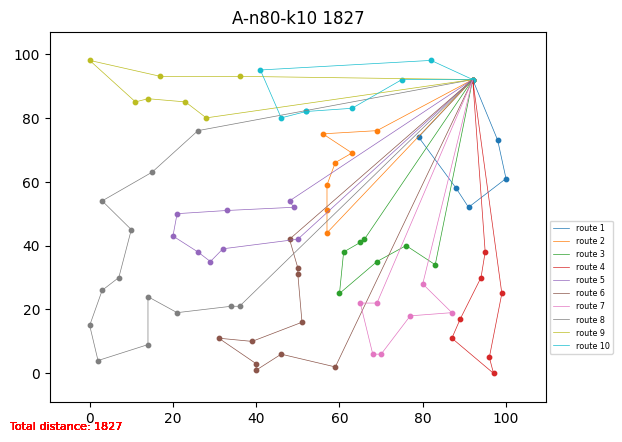 A-n80-k10 1827
100
80
60
40
20
0
0
20
40
60
80
100
route 1
route 2
route 3
route 4
route 5
route 6
route 7
route 8
route 9
route 10
Total distance: 1827